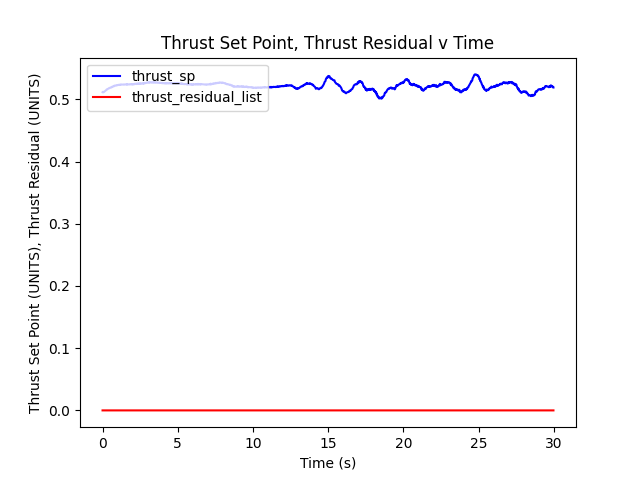 Thrust Set Point, Thrust Residual v Time
thrust_sp
thrust_residual_list
Thrust Set Point (UNITS), Thrust Residual (UNITS)
0.5
0.4
0.3
0.2
0.1
0.0
0 5 10 15 20 25 30
Time (s)